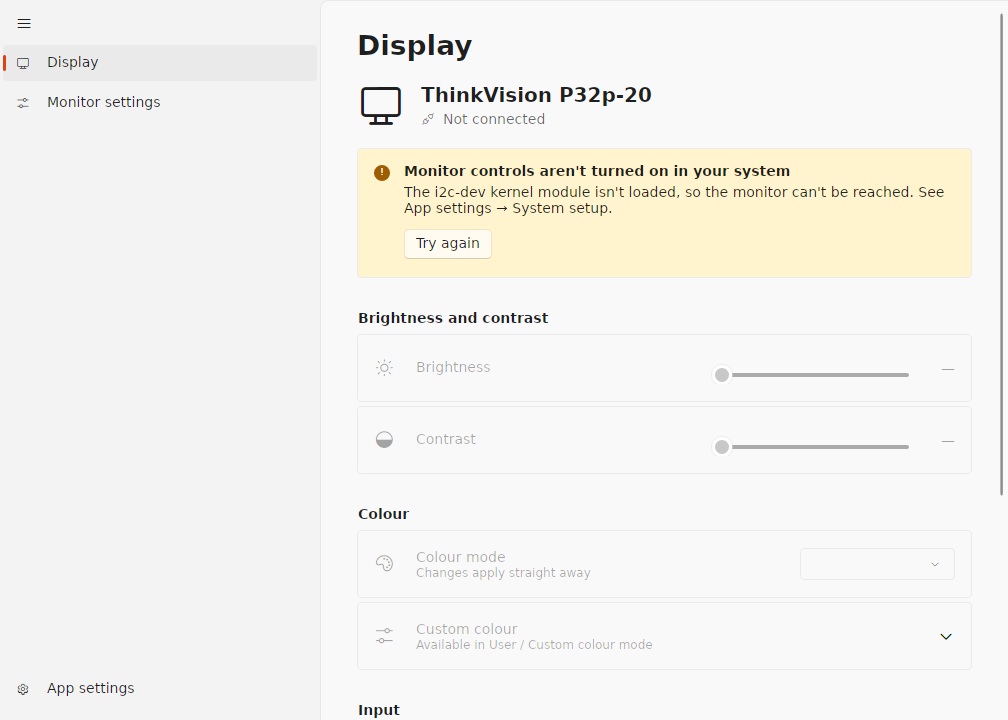 Display
Monitor settings
App settings
Display
ThinkVision P32p-20
Not connected
Monitor controls aren't turned on in your system
The i2c-dev kernel module isn't loaded, so the monitor can't be reached. See
App settings → System setup.
Try again
Brightness and contrast
Brightness
—
Contrast
—
Colour
Colour mode
Changes apply straight away
Custom colour
Available in User / Custom colour mode
Input